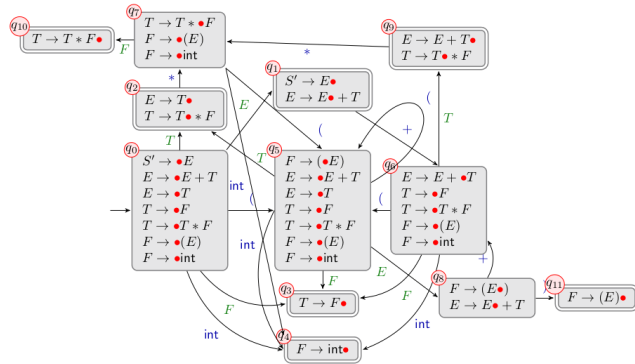 q10
T → T * F●
q7
T → T * ●F
F → ●(E)
F → ●int
q9
E → E + T●
T → T● * F
F
*
q1
S′ → E●
E → E● + T
*
q2
E → T●
T → T● * F
E
(
+
(
T
T
q0
S′ → ●E
E → ●E + T
E → ●T
T → ●F
T → ●T * F
F → ●(E)
F → ●int
T
int
(
q5
F → (●E)
E → ●E + T
E → ●T
T → ●F
T → ●T * F
F → ●(E)
F → ●int
(
q6
E → E + ●T
T → ●F
T → ●T * F
F → ●(E)
F → ●int
int
F
E
+
q8
F → (E●)
E → E● + T
)
q11
F → (E)●
F
q3
T → F●
F
int
q4
F → int●
int